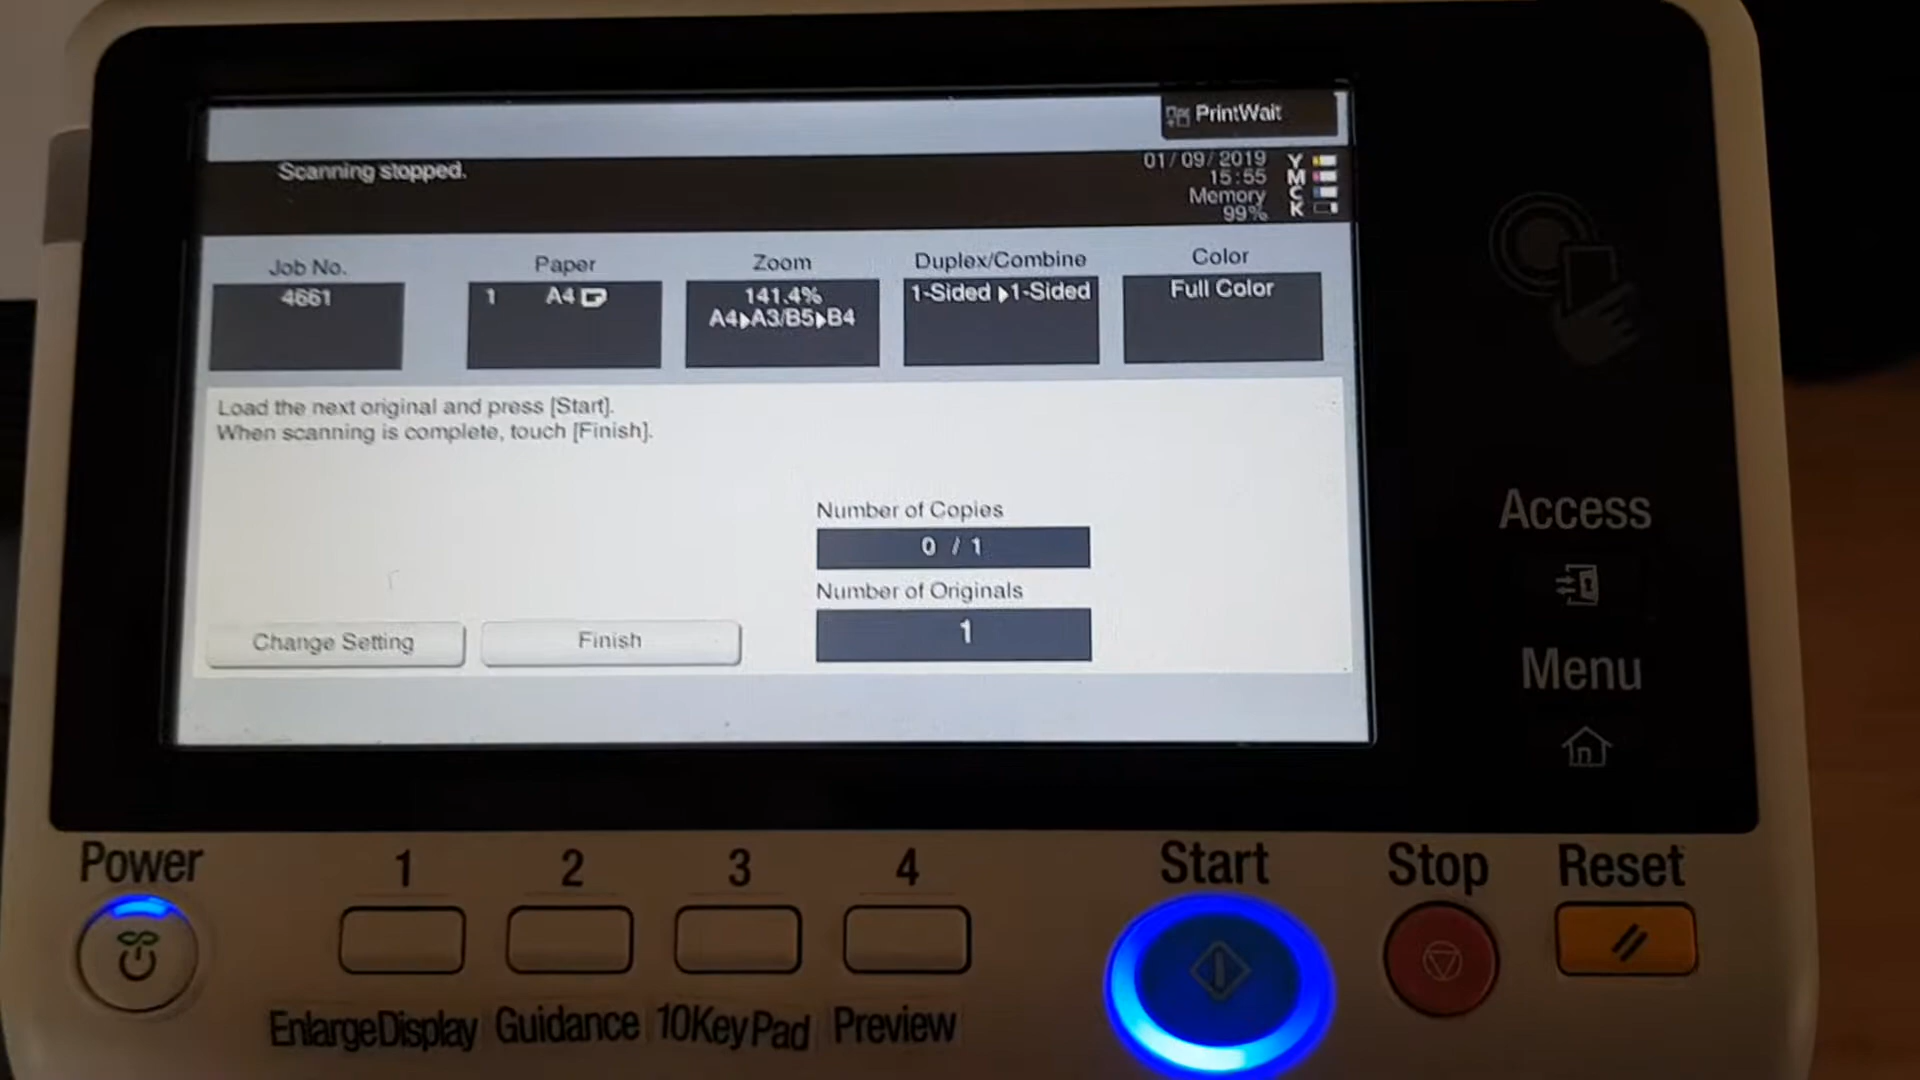 PrintWait
Scanning stopped.
01/09/2019
15:55
Memory
99%
Y
M
C
K
Job No.
4661
Paper
1 A4
Zoom
141.4%
A4▶A3/B5▶B4
Duplex/Combine
1-Sided ▶1-Sided
Color
Full Color
Load the next original and press [Start].
When scanning is complete, touch [Finish].
Number of Copies
0 / 1
Number of Originals
1
Change Setting
Finish
Access
Menu
Power
1
2
3
4
Start
Stop
Reset
EnlargeDisplay
Guidance
10KeyPad
Preview